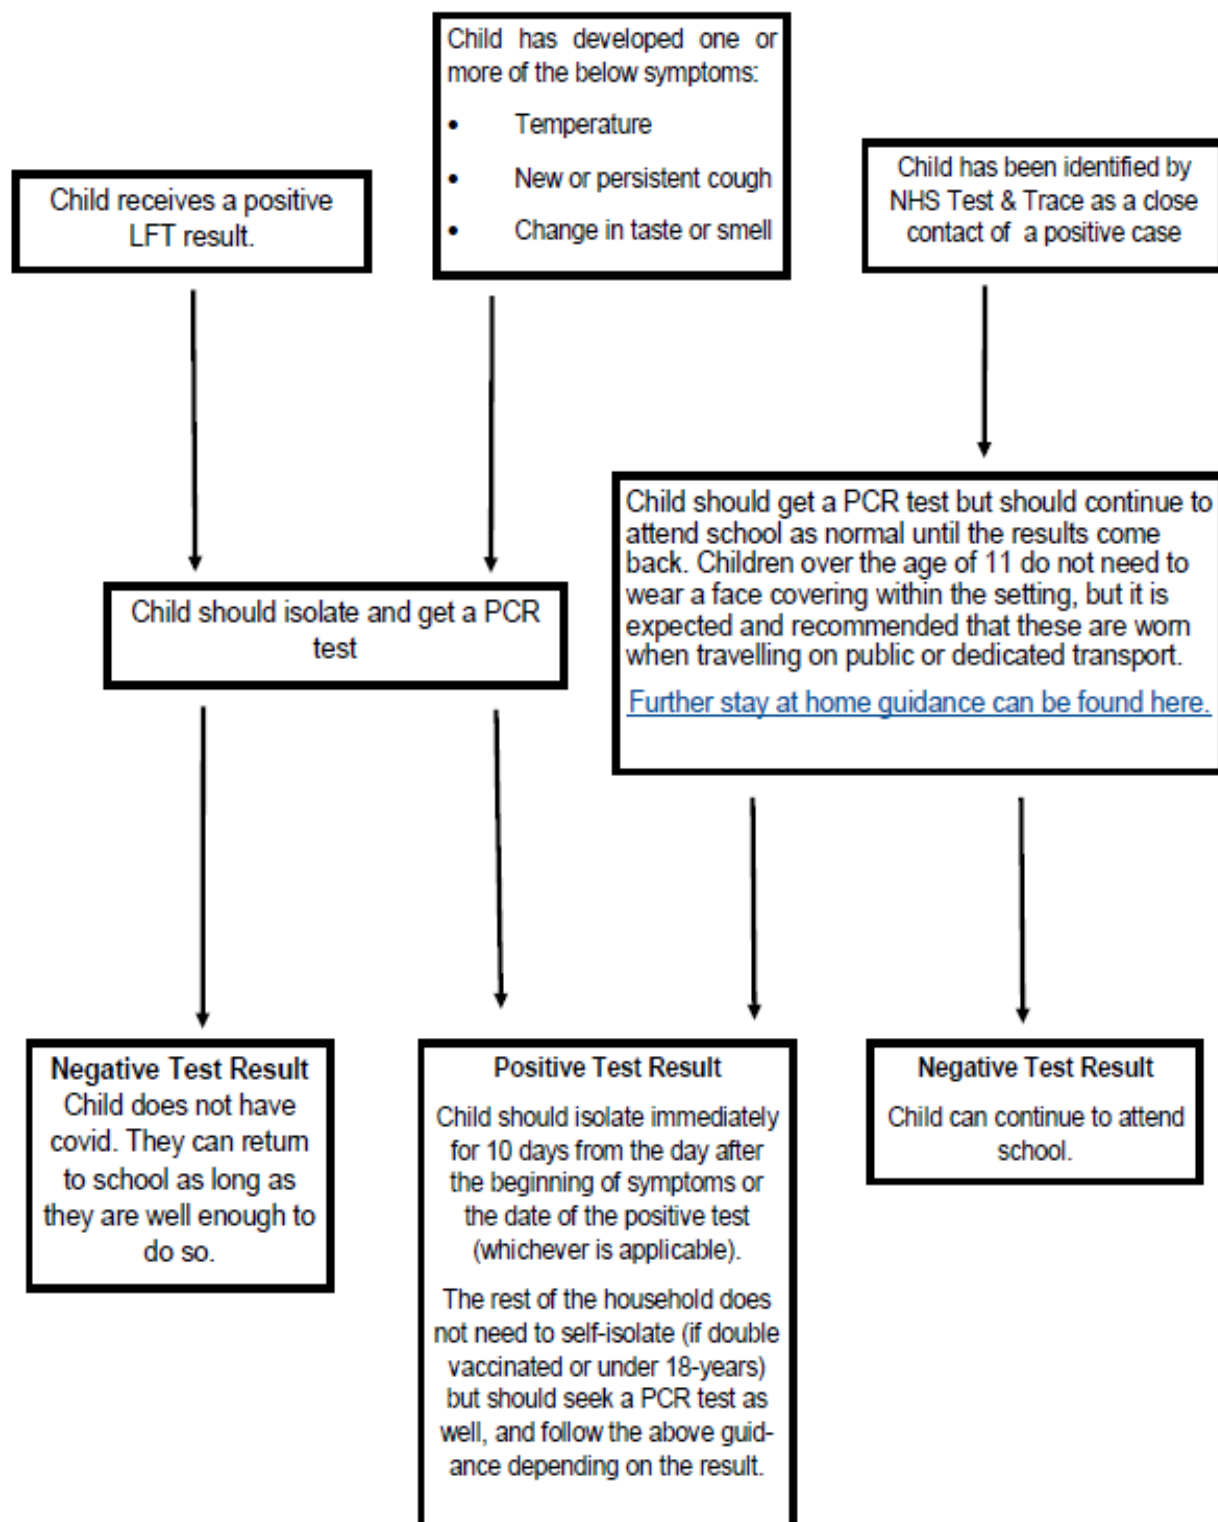 Child has developed one or
more of the below symptoms:
• Temperature
• New or persistent cough
• Change in taste or smell
Child receives a positive
LFT result.
Child has been identified by
NHS Test & Trace as a close
contact of a positive case
Child should isolate and get a PCR
test
Child should get a PCR test but should continue to
attend school as normal until the results come
back. Children over the age of 11 do not need to
wear a face covering within the setting, but it is
expected and recommended that these are worn
when travelling on public or dedicated transport.
Further stay at home guidance can be found here.
Negative Test Result
Child does not have
covid. They can return
to school as long as
they are well enough to
do so.
Positive Test Result
Child should isolate immediately
for 10 days from the day after
the beginning of symptoms or
the date of the positive test
(whichever is applicable).
The rest of the household does
not need to self-isolate (if double
vaccinated or under 18-years)
but should seek a PCR test as
well, and follow the above guid-
ance depending on the result.
Negative Test Result
Child can continue to attend
school.